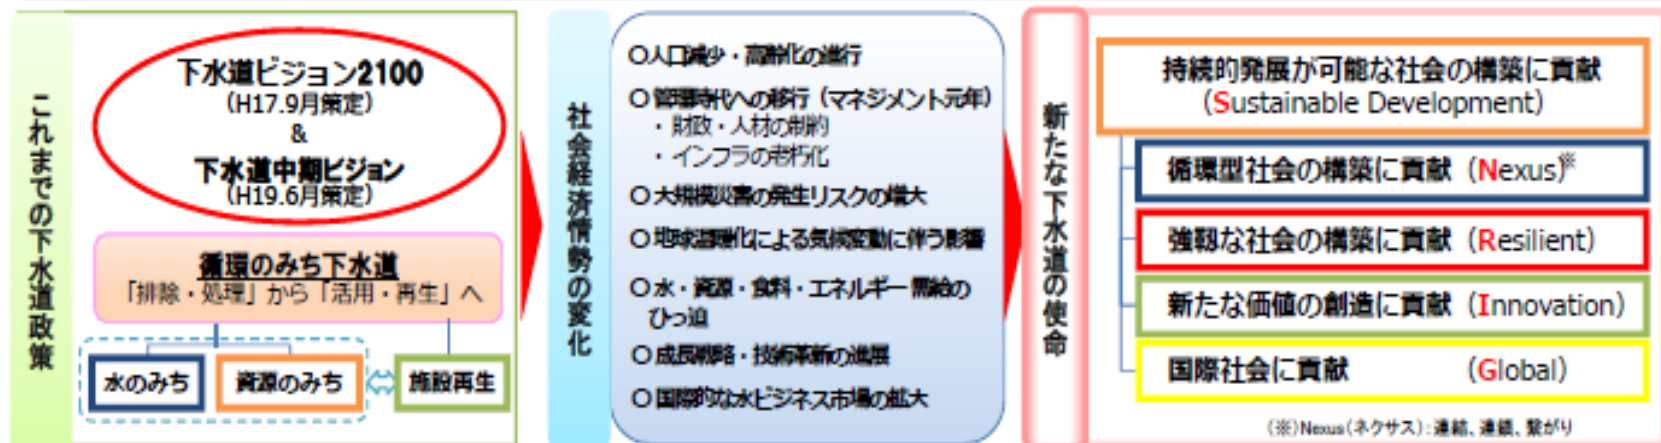 これまでの下水道政策
下水道ビジョン2100
(H17.9月策定)
&
下水道中期ビジョン
(H19.6月策定)
循環のみち下水道
「排除・処理」から「活用・再生」へ
水のみち
資源のみち
施設再生
社会経済情勢の変化
○人口減少・高齢化の進行
○管理時代への移行（マネジメント元年）
・財政・人材の制約
・インフラの老朽化
○大規模災害の発生リスクの増大
○地球温暖化による気候変動に伴う影響
○水・資源・食料・エネルギー需給の
ひっ迫
○成長戦略・技術革新の進展
○国際的な水ビジネス市場の拡大
新たな下水道の使命
持続的発展が可能な社会の構築に貢献
(Sustainable Development)
循環型社会の構築に貢献 (Nexus)※
強靱な社会の構築に貢献 (Resilient)
新たな価値の創造に貢献 (Innovation)
国際社会に貢献 (Global)
(※)Nexus(ネクサス)：連結、連鎖、繋がり